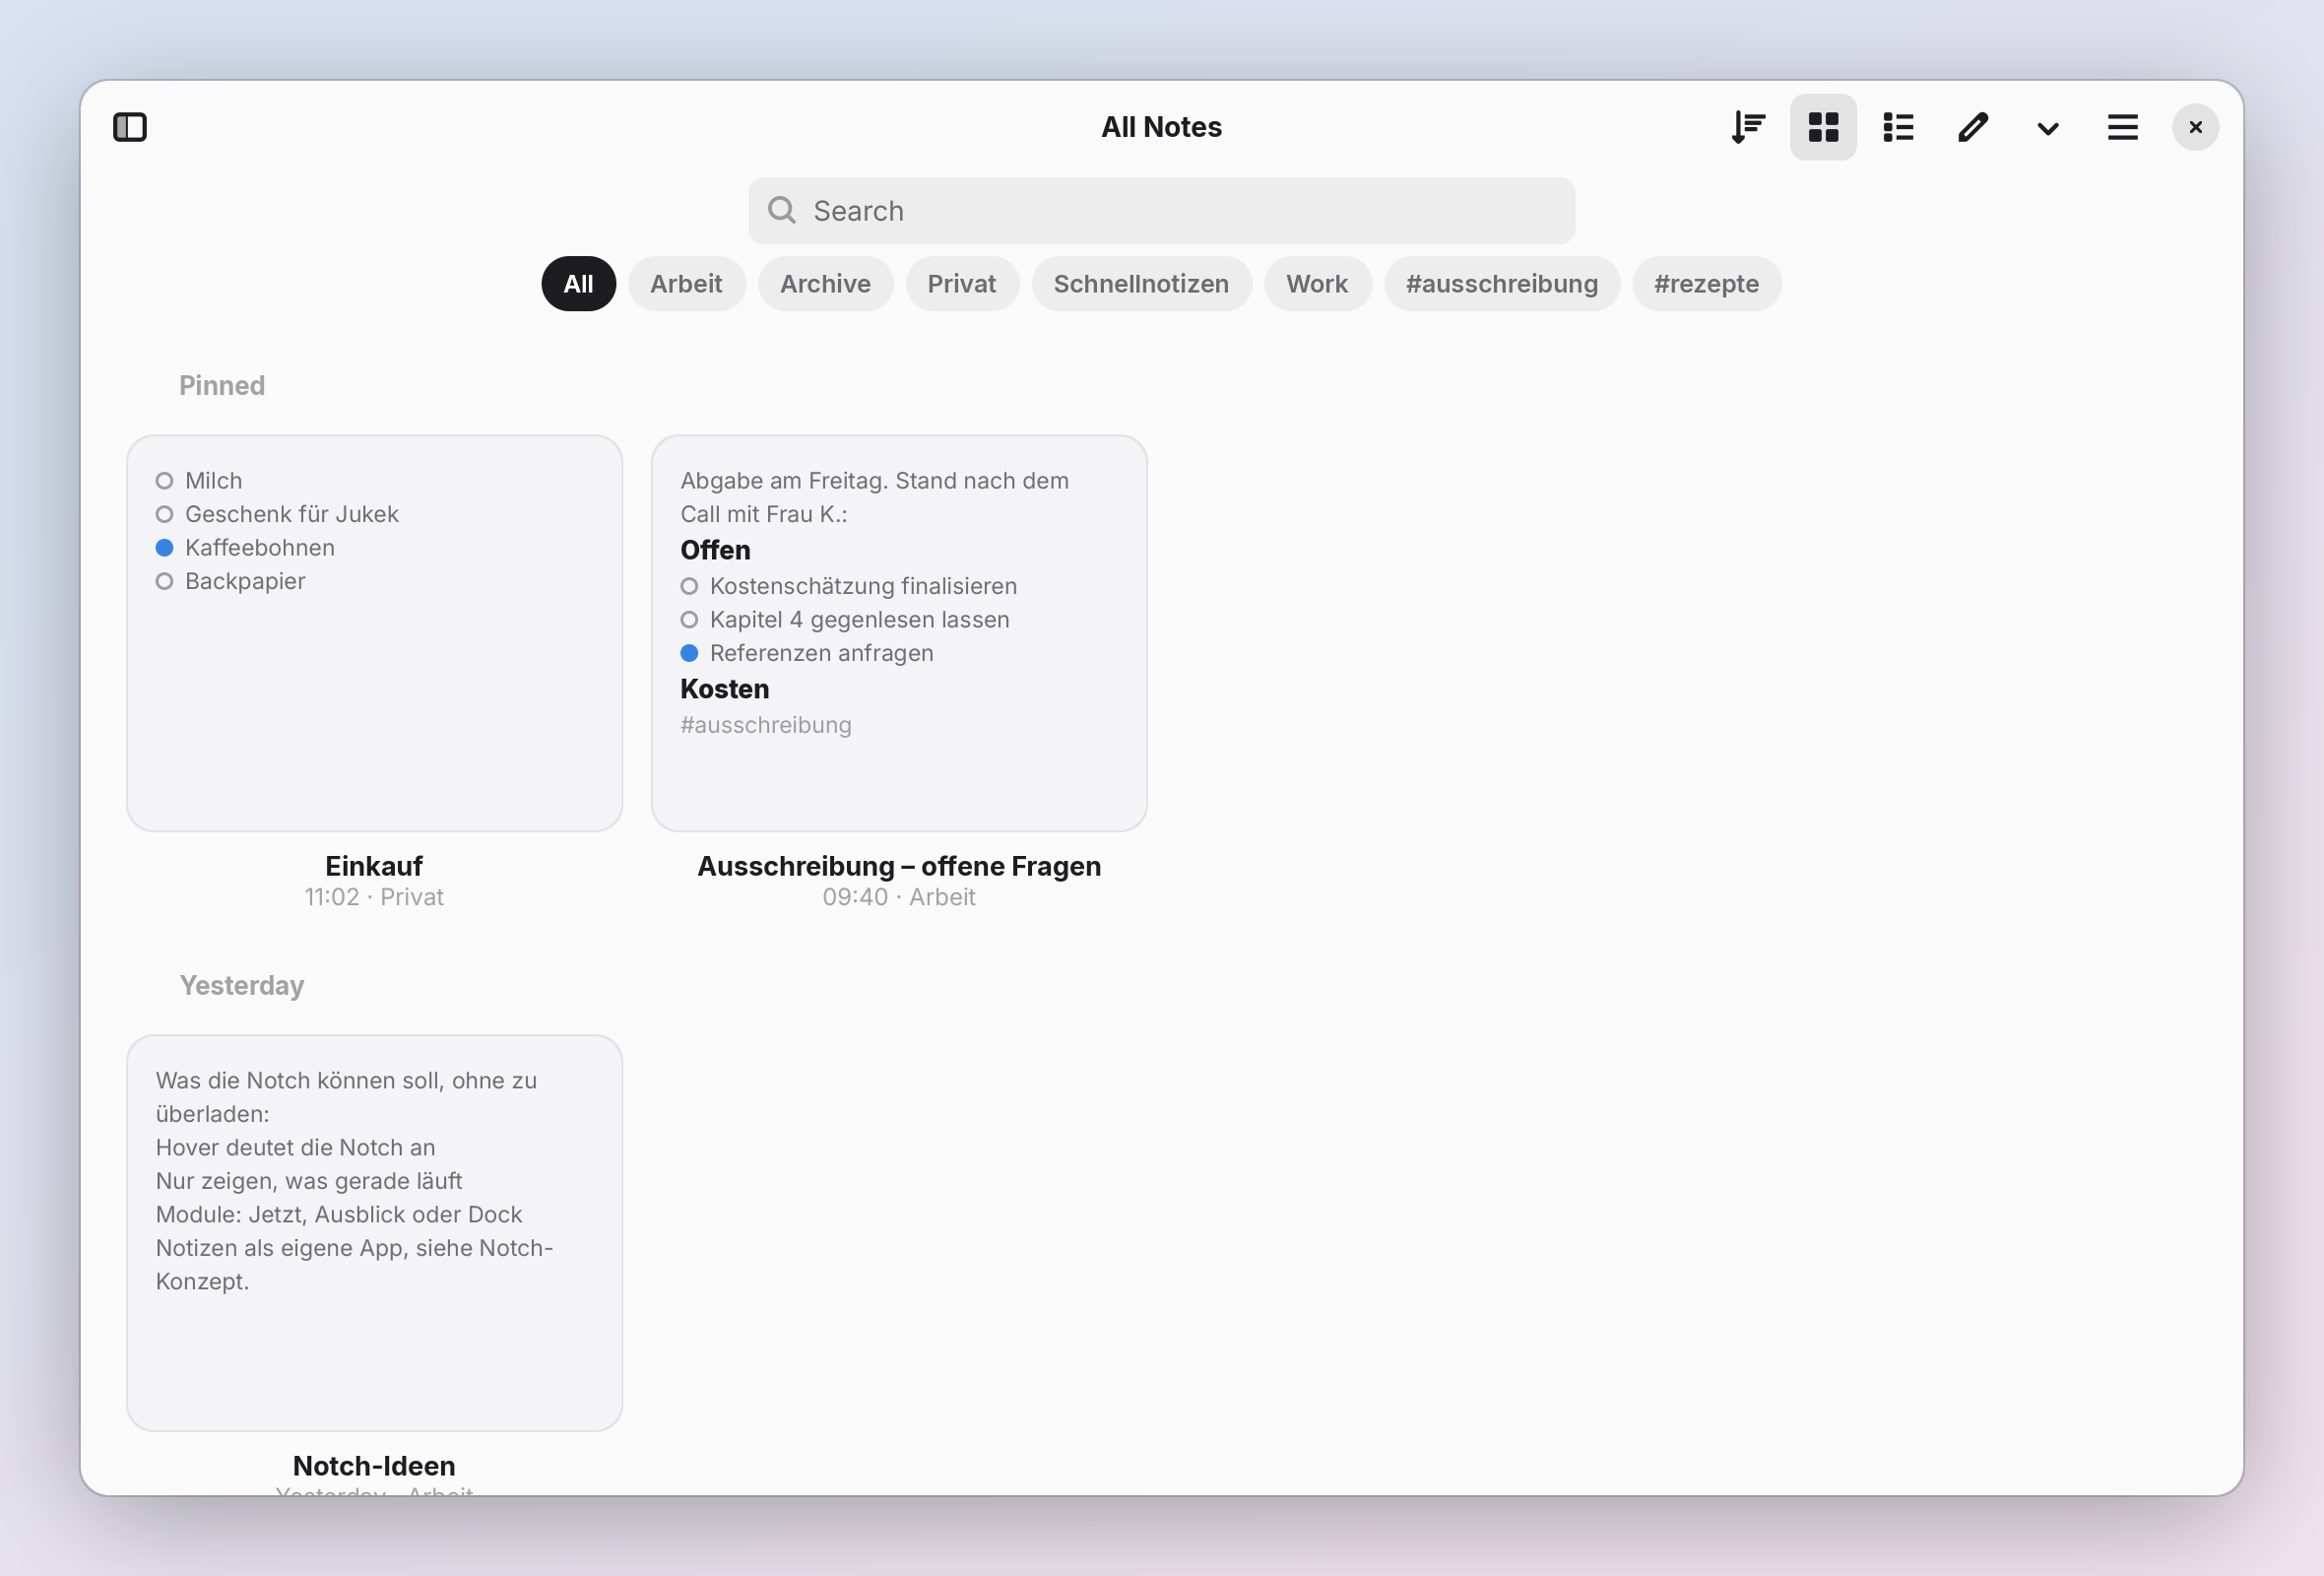 All Notes
Search
All Arbeit Archive Privat Schnellnotizen Work #ausschreibung #rezepte
Pinned
Milch
Geschenk für Jukek
Kaffeebohnen
Backpapier
Einkauf
11:02 · Privat
Abgabe am Freitag. Stand nach dem
Call mit Frau K.:
Offen
Kostenschätzung finalisieren
Kapitel 4 gegenlesen lassen
Referenzen anfragen
Kosten
#ausschreibung
Ausschreibung – offene Fragen
09:40 · Arbeit
Yesterday
Was die Notch können soll, ohne zu
überladen:
Hover deutet die Notch an
Nur zeigen, was gerade läuft
Module: Jetzt, Ausblick oder Dock
Notizen als eigene App, siehe Notch-
Konzept.
Notch-Ideen
Yesterday · Arbeit